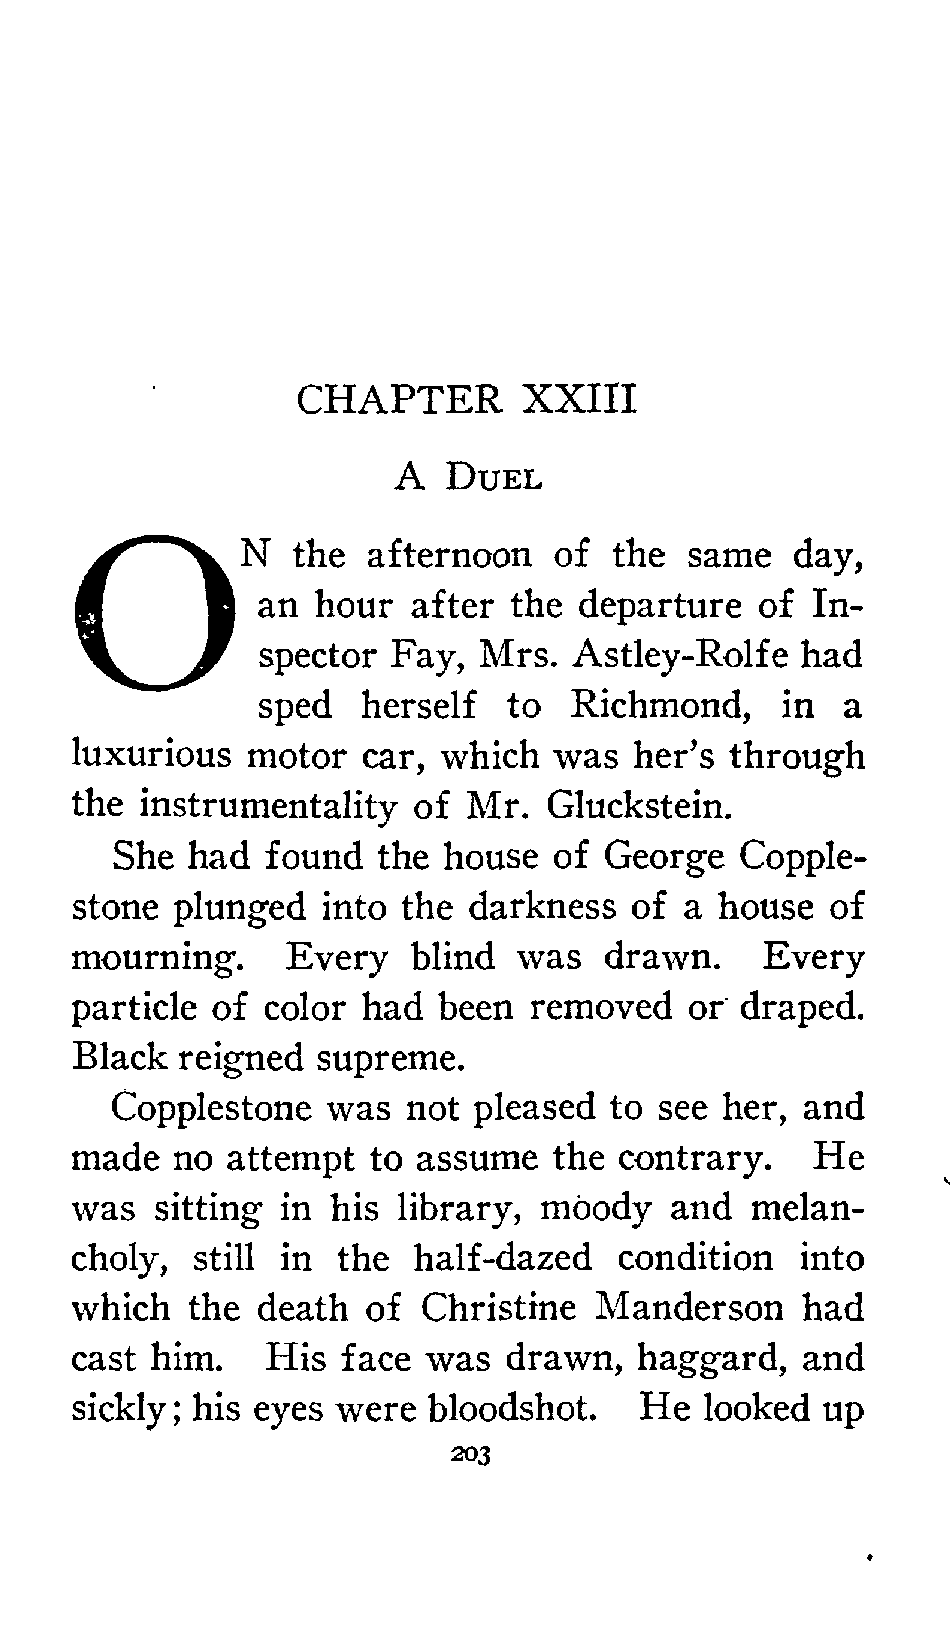 CHAPTER XXIII
A DUEL
ON the afternoon of the same day,
an hour after the departure of In-
spector Fay, Mrs. Astley-Rolfe had
sped herself to Richmond, in a
luxurious motor car, which was her's through
the instrumentality of Mr. Gluckstein.
She had found the house of George Copple-
stone plunged into the darkness of a house of
mourning. Every blind was drawn. Every
particle of color had been removed or draped.
Black reigned supreme.
Copplestone was not pleased to see her, and
made no attempt to assume the contrary. He
was sitting in his library, moody and melan-
choly, still in the half-dazed condition into
which the death of Christine Manderson had
cast him. His face was drawn, haggard, and
sickly; his eyes were bloodshot. He looked up
203